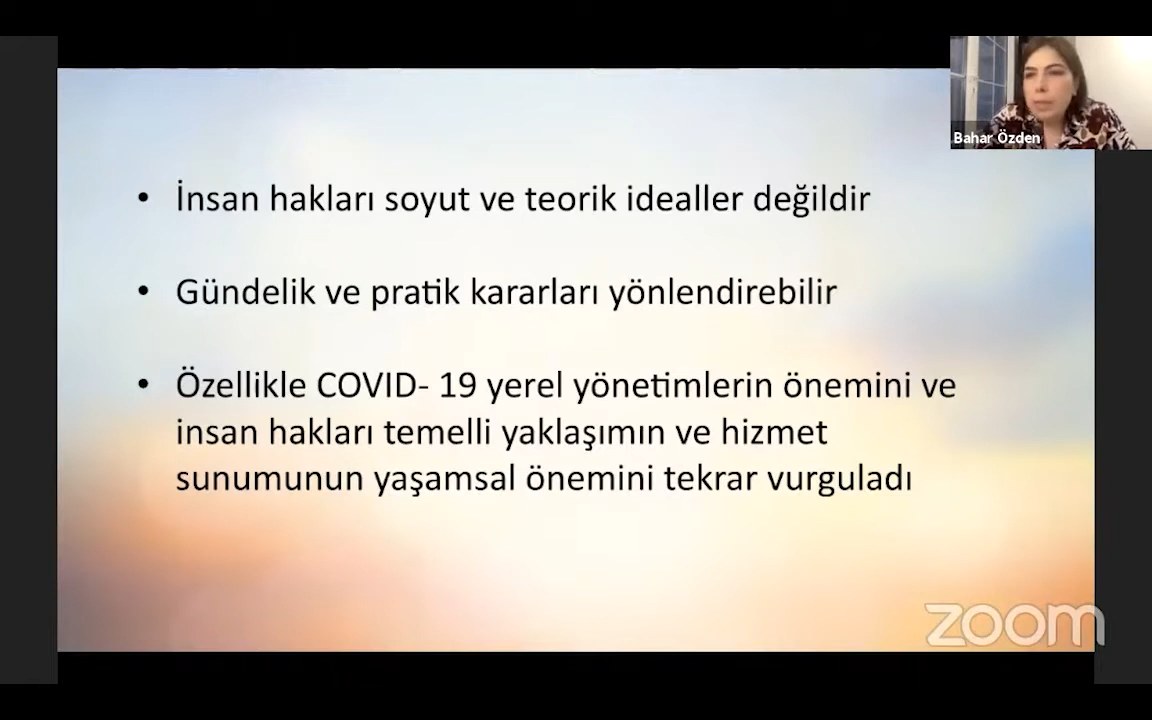 Bahar Özden
• İnsan hakları soyut ve teorik idealler değildir
• Gündelik ve pratik kararları yönlendirebilir
• Özellikle COVID- 19 yerel yönetimlerin önemini ve
insan hakları temelli yaklaşımın ve hizmet
sunumunun yaşamsal önemini tekrar vurguladı
zoom